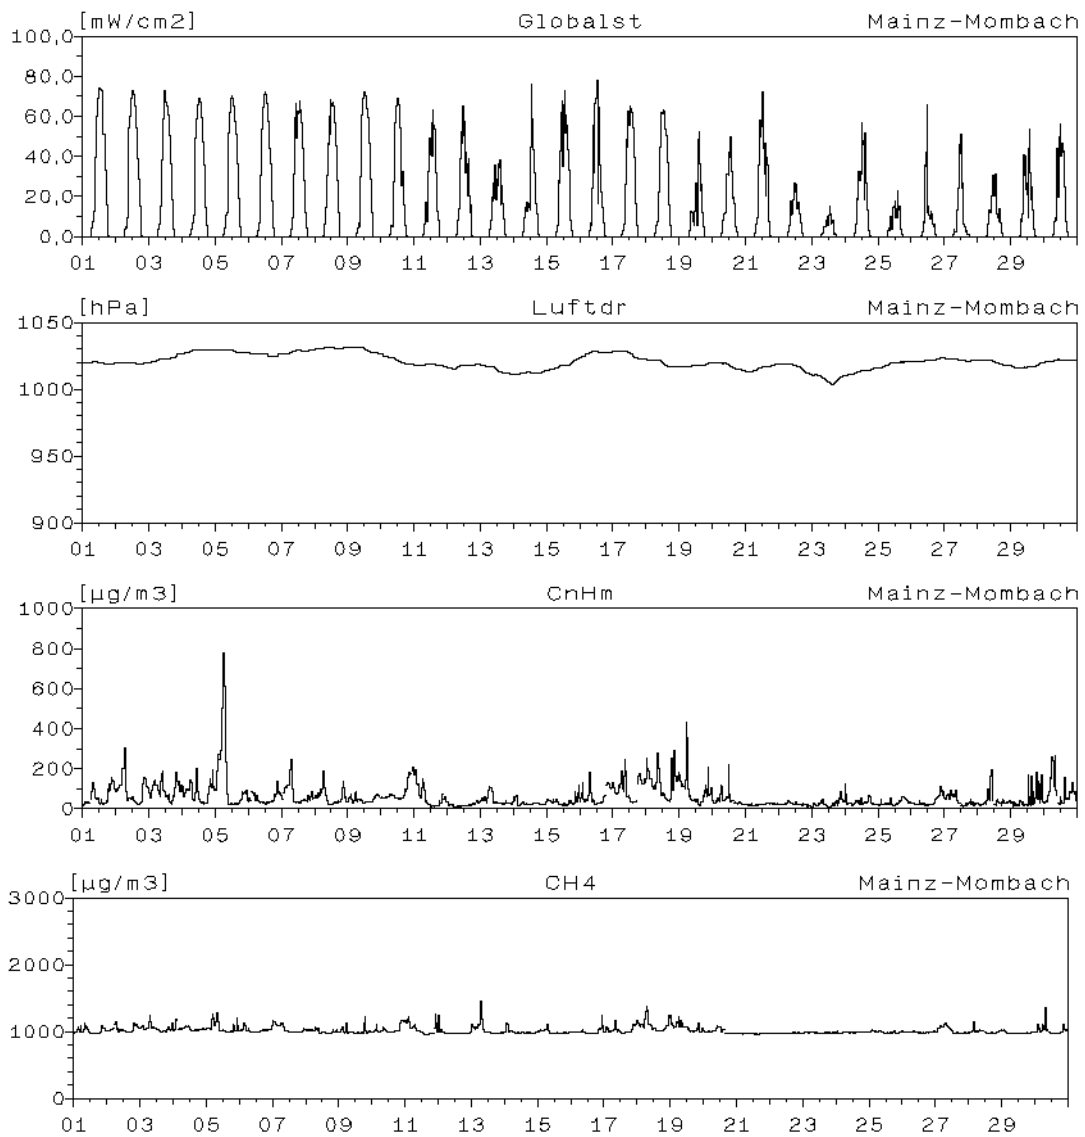 [mW/cm2] Globalst Mainz-Mombach
100,0
80,0
60,0
40,0
20,0
0,0
01 03 05 07 09 11 13 15 17 19 21 23 25 27 29
[hPa] Luftdr Mainz-Mombach
1050
1000
950
900
01 03 05 07 09 11 13 15 17 19 21 23 25 27 29
[µg/m3] CnHm Mainz-Mombach
1000
800
600
400
200
0
01 03 05 07 09 11 13 15 17 19 21 23 25 27 29
[µg/m3] CH4 Mainz-Mombach
3000
2000
1000
0
01 03 05 07 09 11 13 15 17 19 21 23 25 27 29